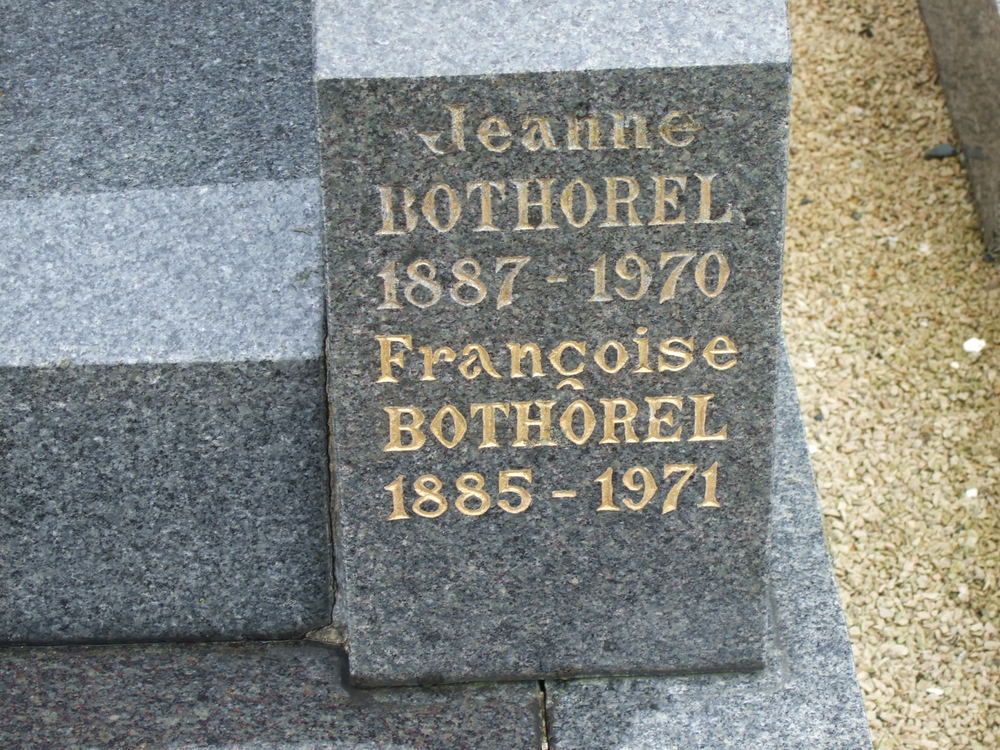 Jeanne
BOTHOREL
1887 - 1970
Françoise
BOTHÔREL
1885 - 1971